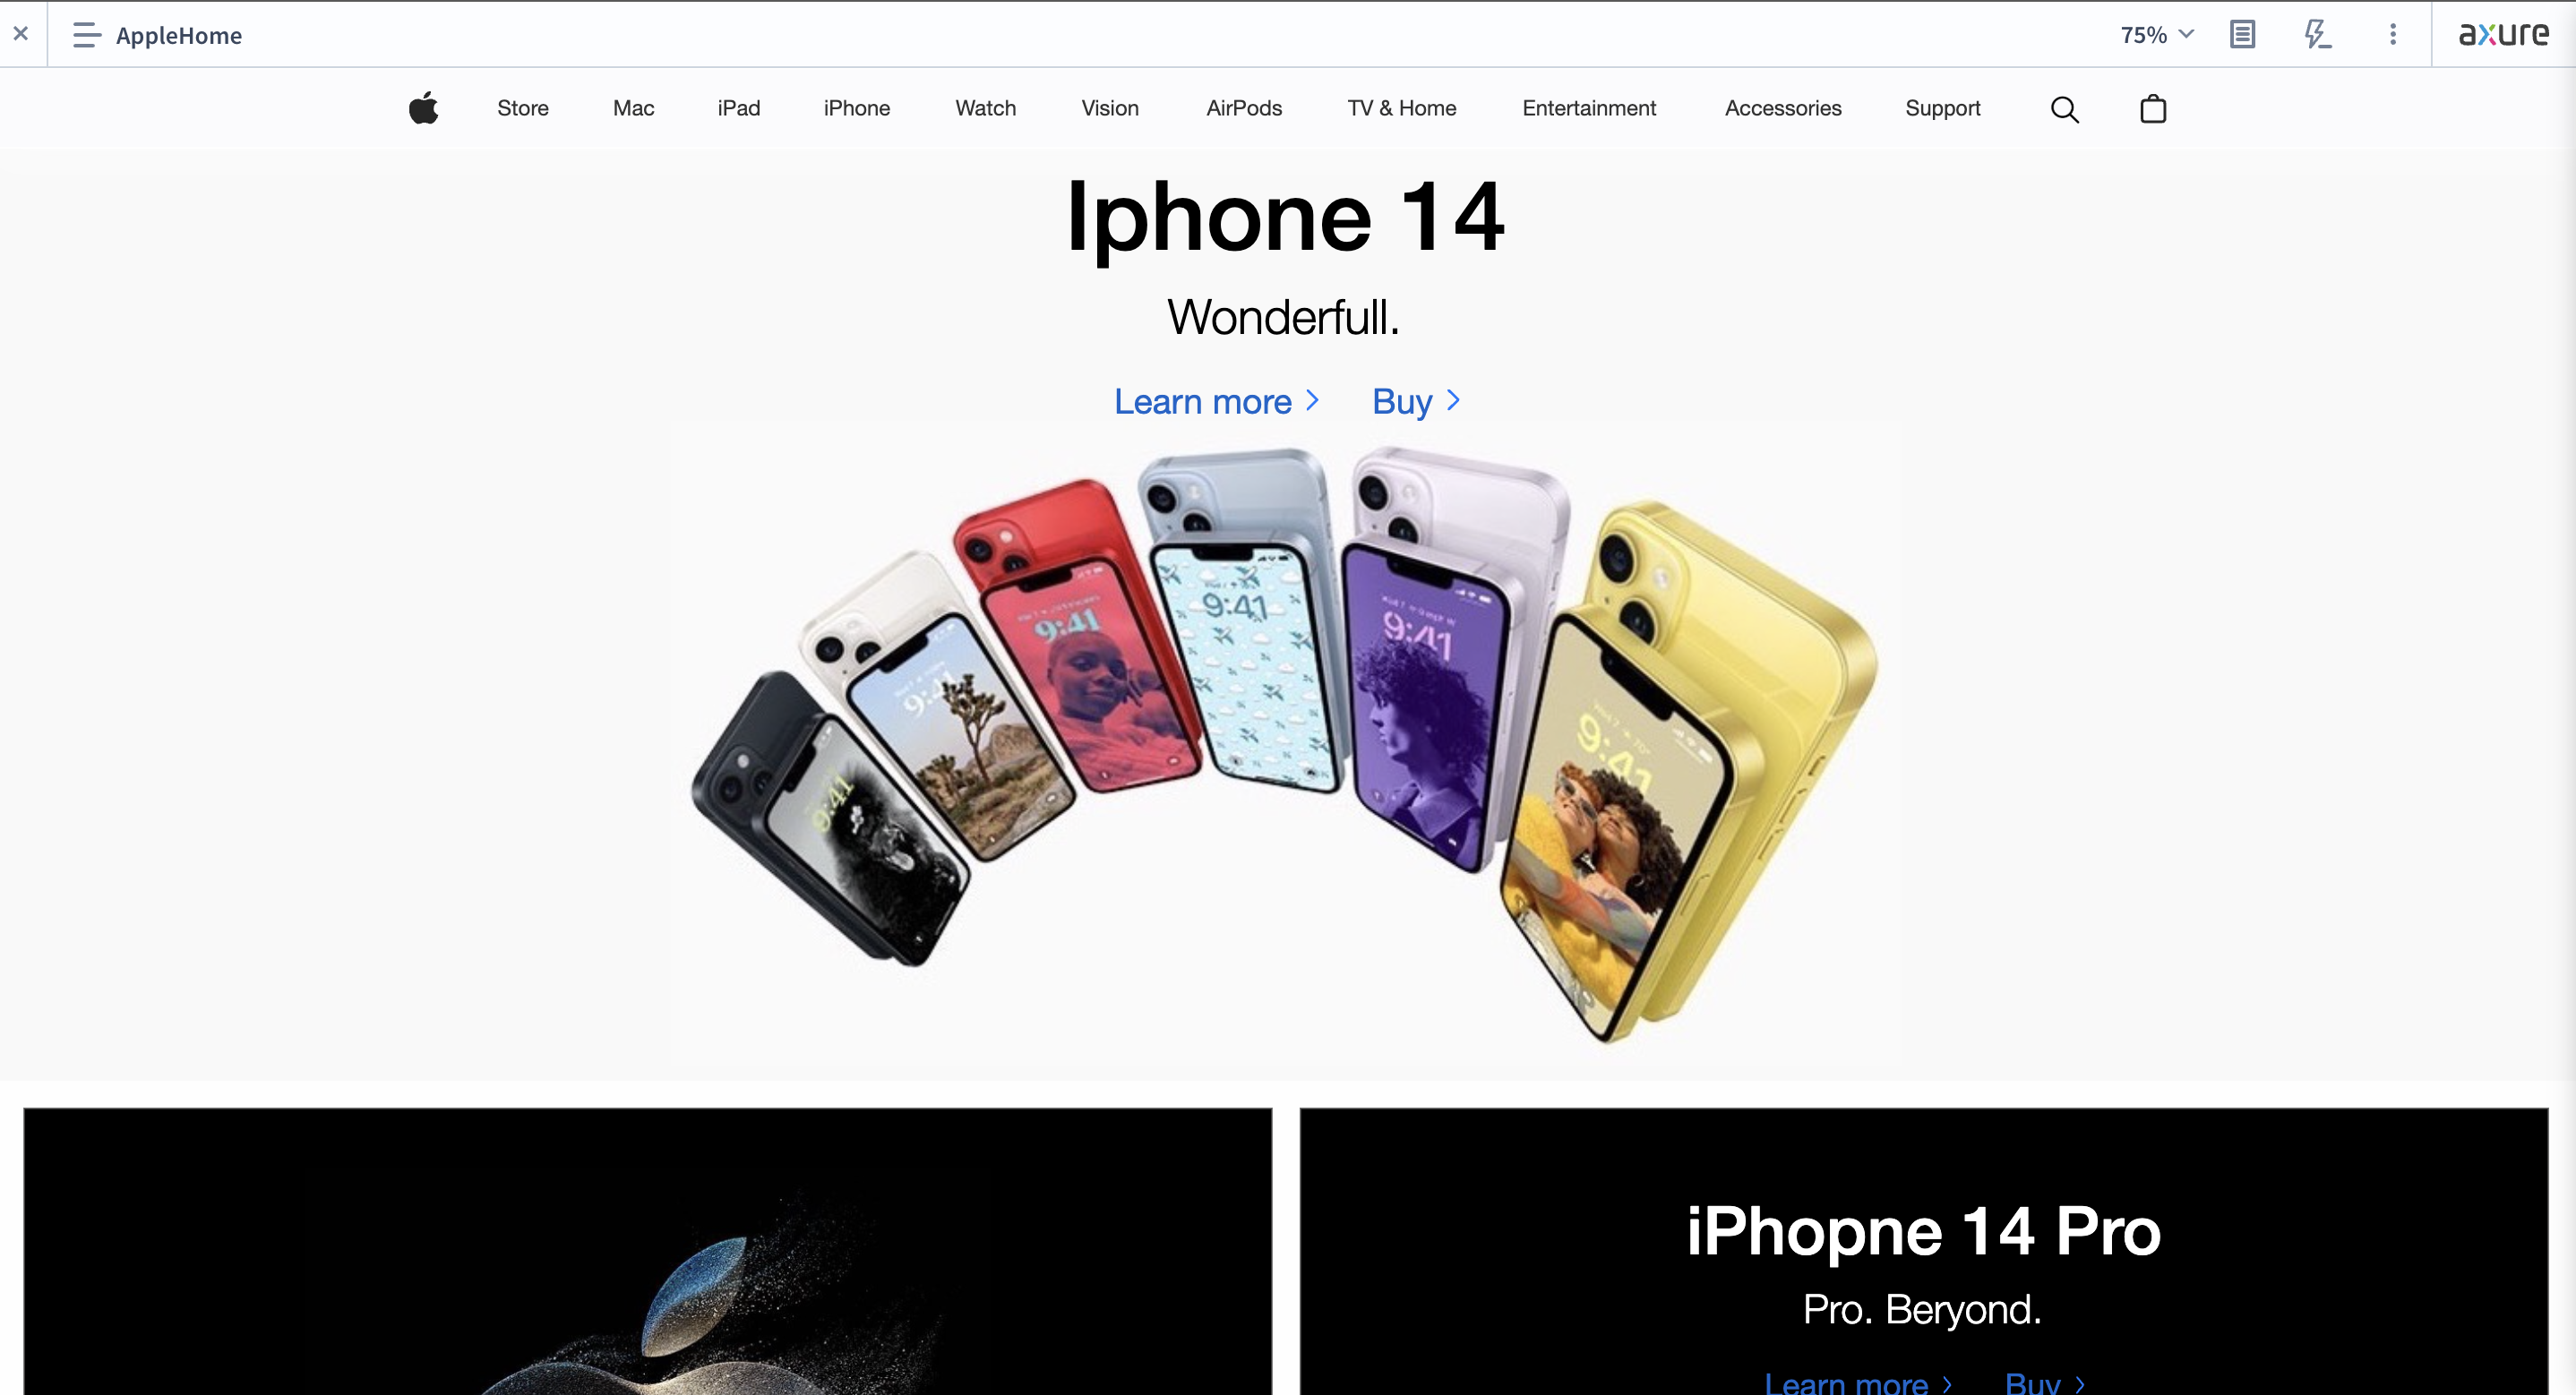 AppleHome
75%
axure
Store Mac iPad iPhone Watch Vision AirPods TV & Home Entertainment Accessories Support
Iphone 14
Wonderfull.
Learn more Buy
9:41
9:41
9:41
9:41
9:41
9:41
iPhopne 14 Pro
Pro. Beryond.
Learn more Buy